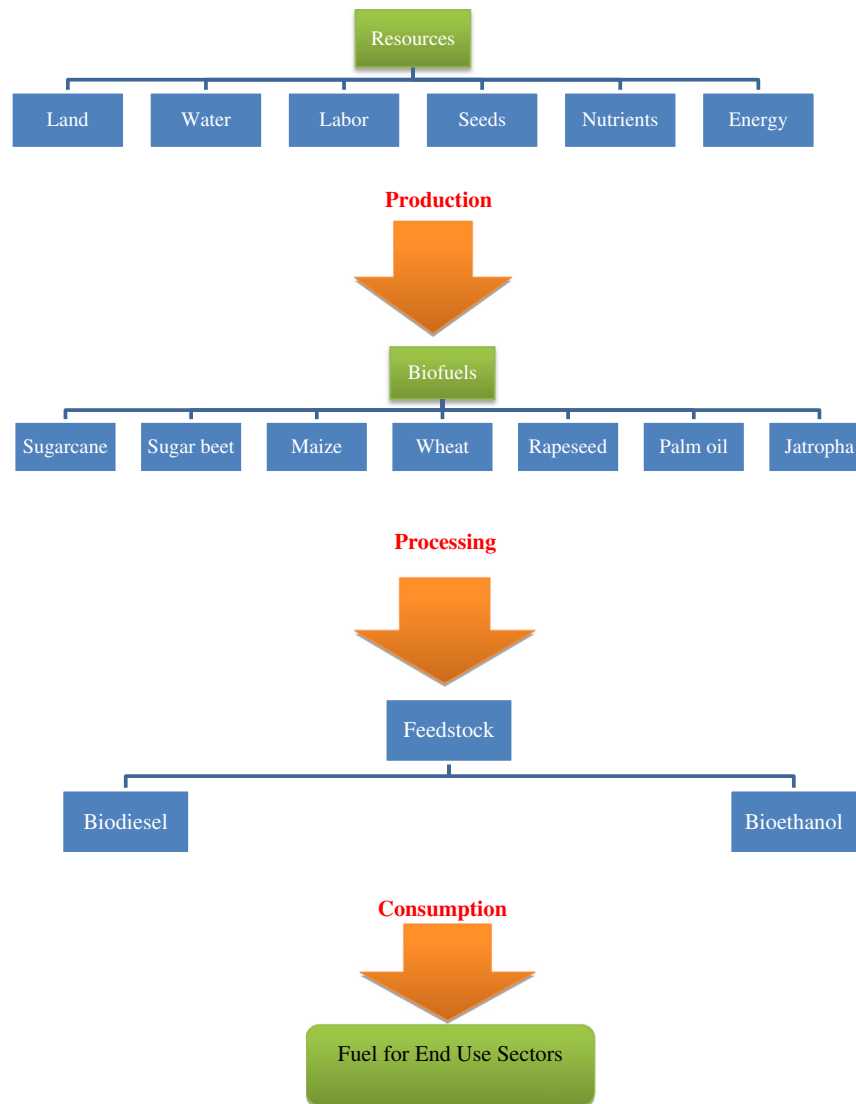 Resources
Land Water Labor Seeds Nutrients Energy
Production
Biofuels
Sugarcane Sugar beet Maize Wheat Rapeseed Palm oil Jatropha
Processing
Feedstock
Biodiesel Bioethanol
Consumption
Fuel for End Use Sectors